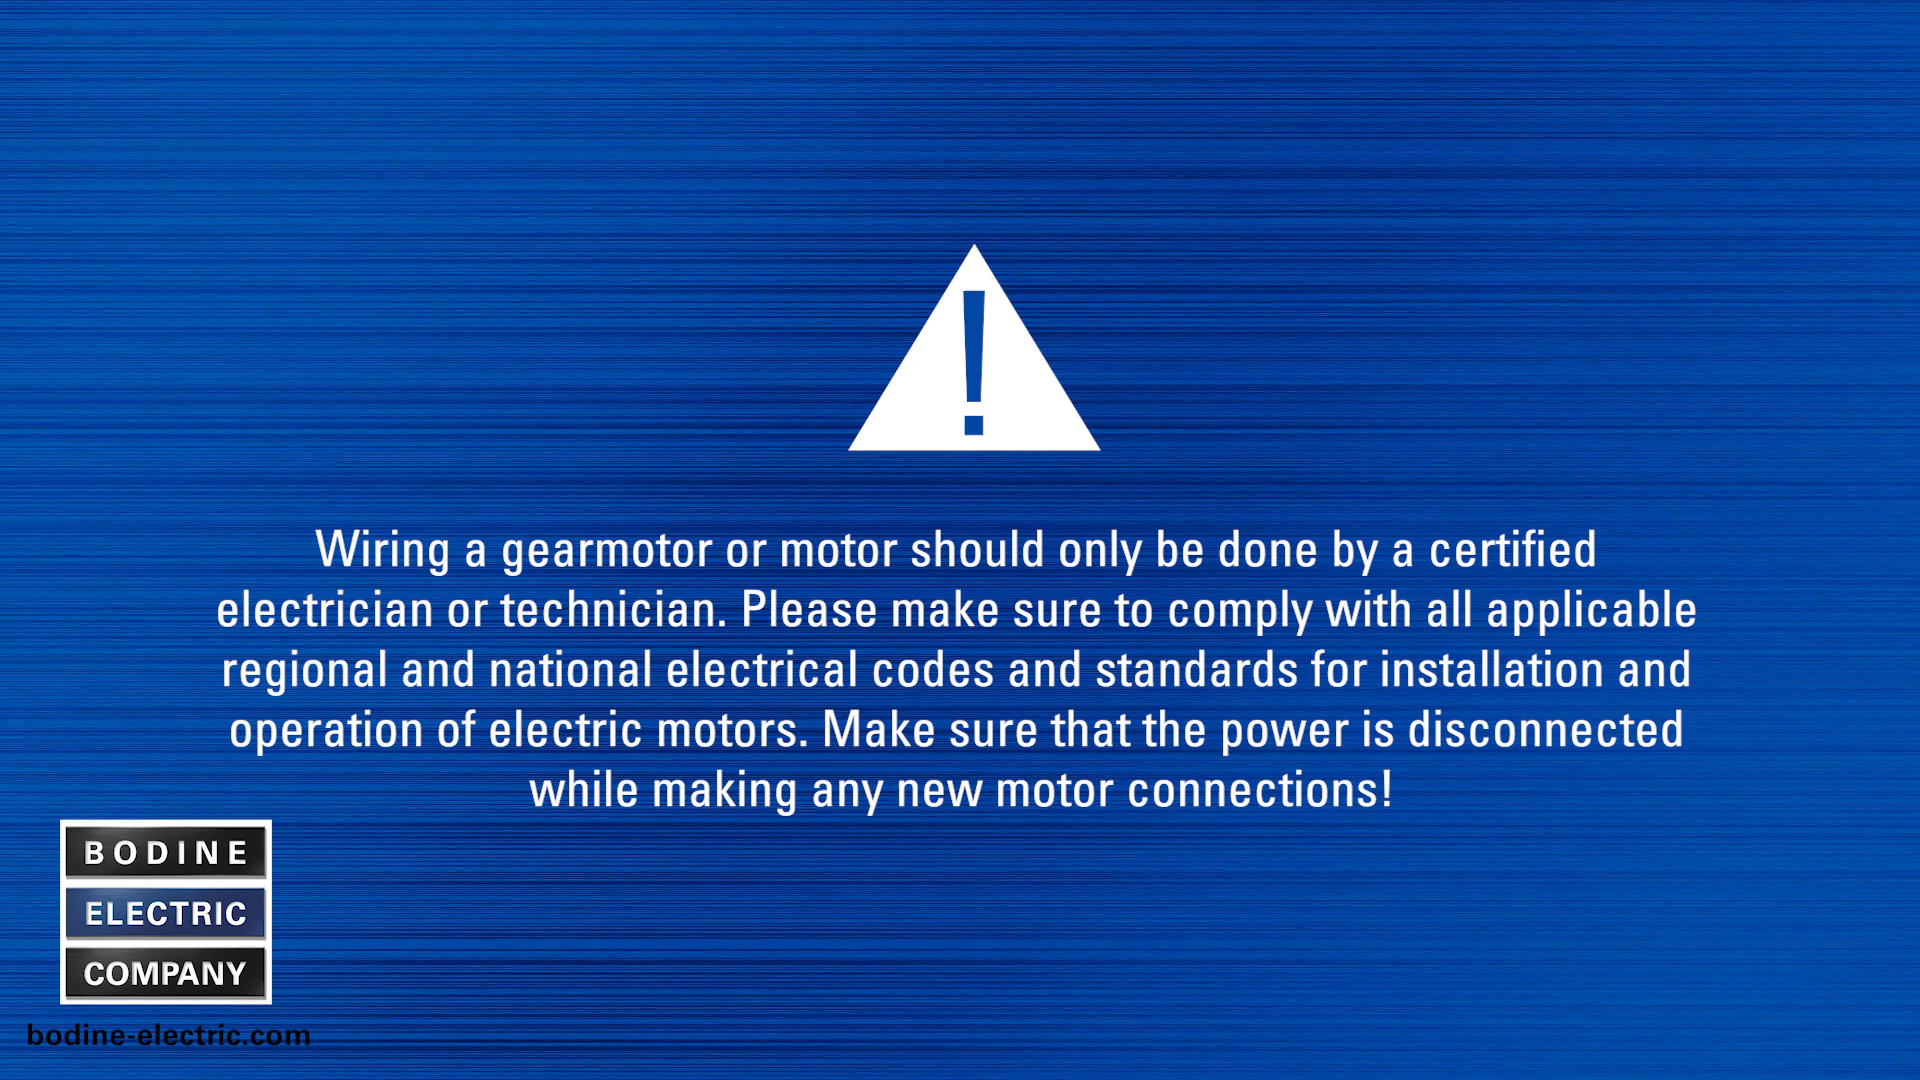 !
Wiring a gearmotor or motor should only be done by a certified
electrician or technician. Please make sure to comply with all applicable
regional and national electrical codes and standards for installation and
operation of electric motors. Make sure that the power is disconnected
while making any new motor connections!
BODINE
ELECTRIC
COMPANY
bodine-electric.com